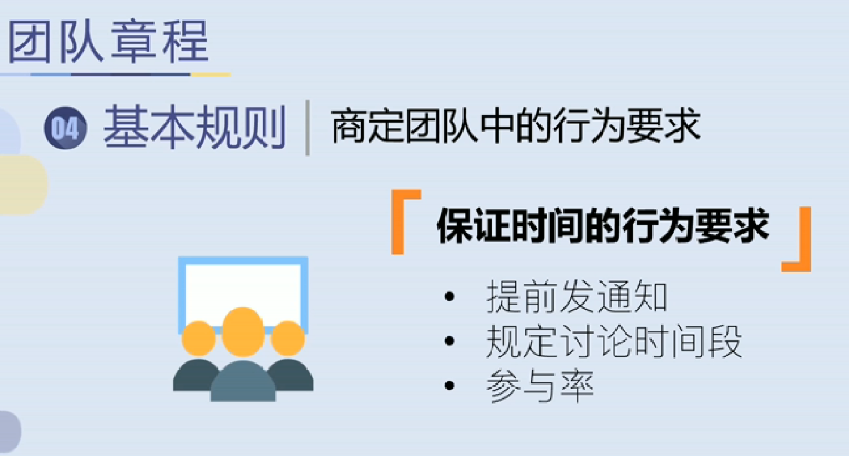 团队章程
04 基本规则 商定团队中的行为要求
保证时间的行为要求
• 提前发通知
• 规定讨论时间段
• 参与率